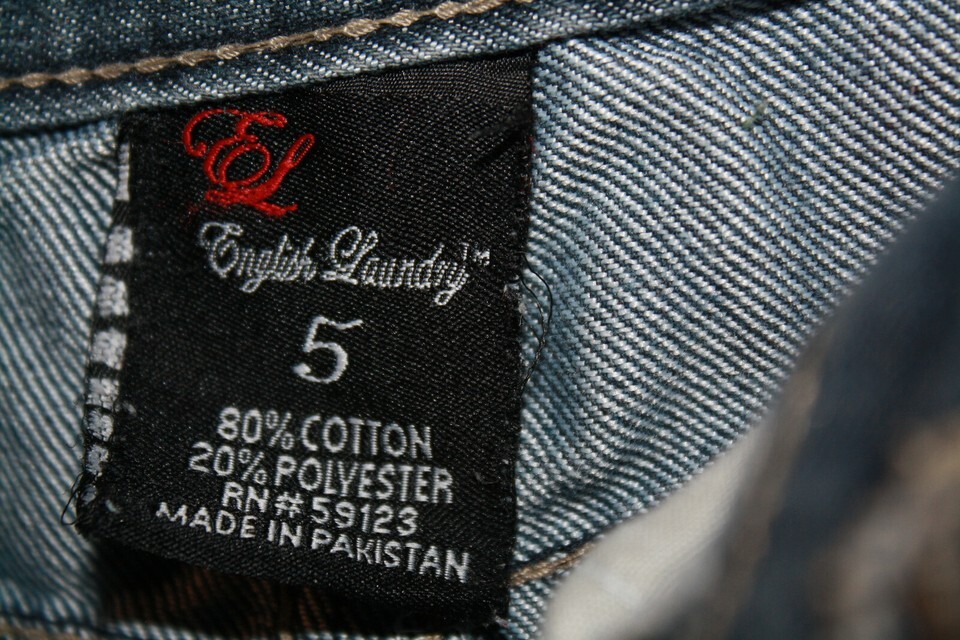 EL
English Laundry™
5
80% COTTON
20% POLYESTER
RN# 59123
MADE IN PAKISTAN